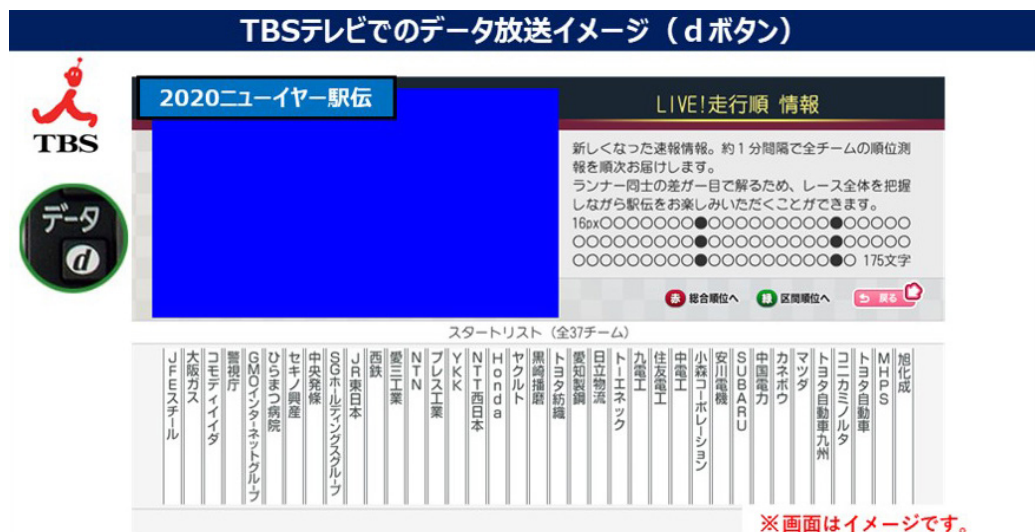 TBSテレビでのデータ放送イメージ（ｄボタン）
TBS
データ
d
2020ニューイヤー駅伝
LIVE!走行順 情報
新しくなった速報情報。約１分間隔で全チームの順位測
報を順次お届けします。
ランナー同士の差が一目で解るため、レース全体を把握
しながら駅伝をお楽しみいただくことができます。
16px○○○○○○○●○○○○○○○○○●○○○○○
○○○○○○○○○●○○○○○○○○○●○○○○○
○○○○○○○○○●○○○○○○○○○●○ 175文字
赤 総合順位へ 緑 区間順位へ 戻る
スタートリスト（全37チーム）
旭化成
MHPS
トヨタ自動車
コニカミノルタ
トヨタ自動車九州
マツダ
カネボウ
中国電力
SUBARU
安川電機
小森コーポレーション
中電工
住友電工
九電工
トーエネック
日立物流
愛知製鋼
トヨタ紡織
黒崎播磨
ヤクルト
Honda
NTT西日本
YKK
プレス工業
NTN
愛三工業
西鉄
JR東日本
SGホールディングスグループ
中央発條
セキノ興産
ひらまつ病院
GMOインターネットグループ
警視庁
コモディイイダ
大阪ガス
JFEスチール
※画面はイメージです。